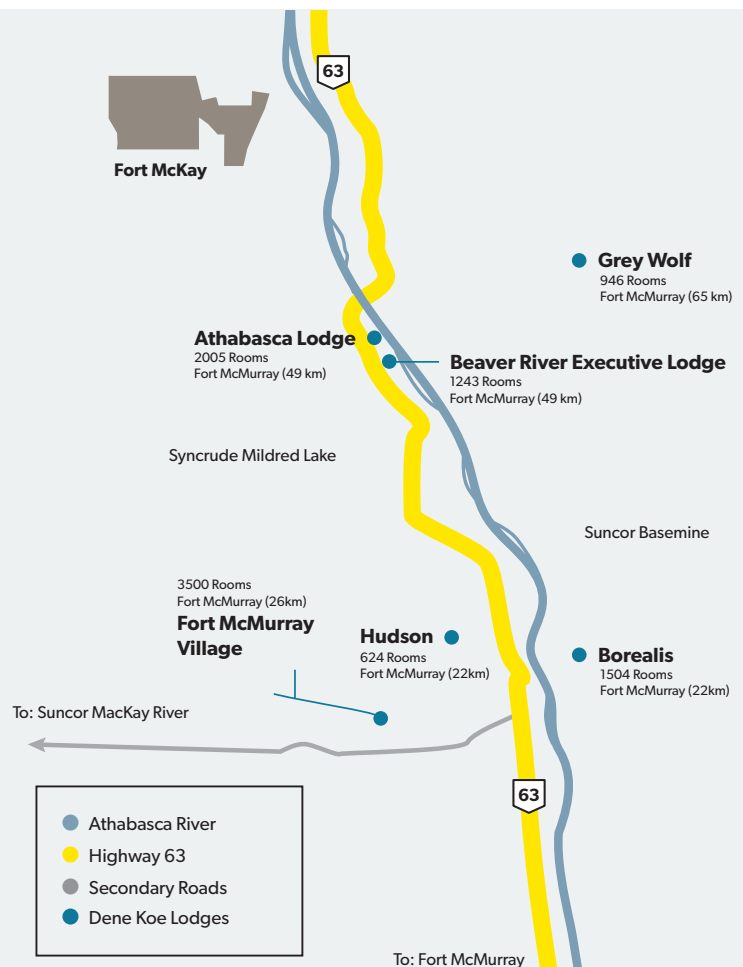 63
Fort McKay
Grey Wolf
946 Rooms
Fort McMurray (65 km)
Athabasca Lodge
2005 Rooms
Fort McMurray (49 km)
Beaver River Executive Lodge
1243 Rooms
Fort McMurray (49 km)
Syncrude Mildred Lake
Suncor Basemine
3500 Rooms
Fort McMurray (26km)
Fort McMurray
Village
Hudson
624 Rooms
Fort McMurray (22km)
Borealis
1504 Rooms
Fort McMurray (22km)
To: Suncor MacKay River
63
Athabasca River
Highway 63
Secondary Roads
Dene Koe Lodges
To: Fort McMurray